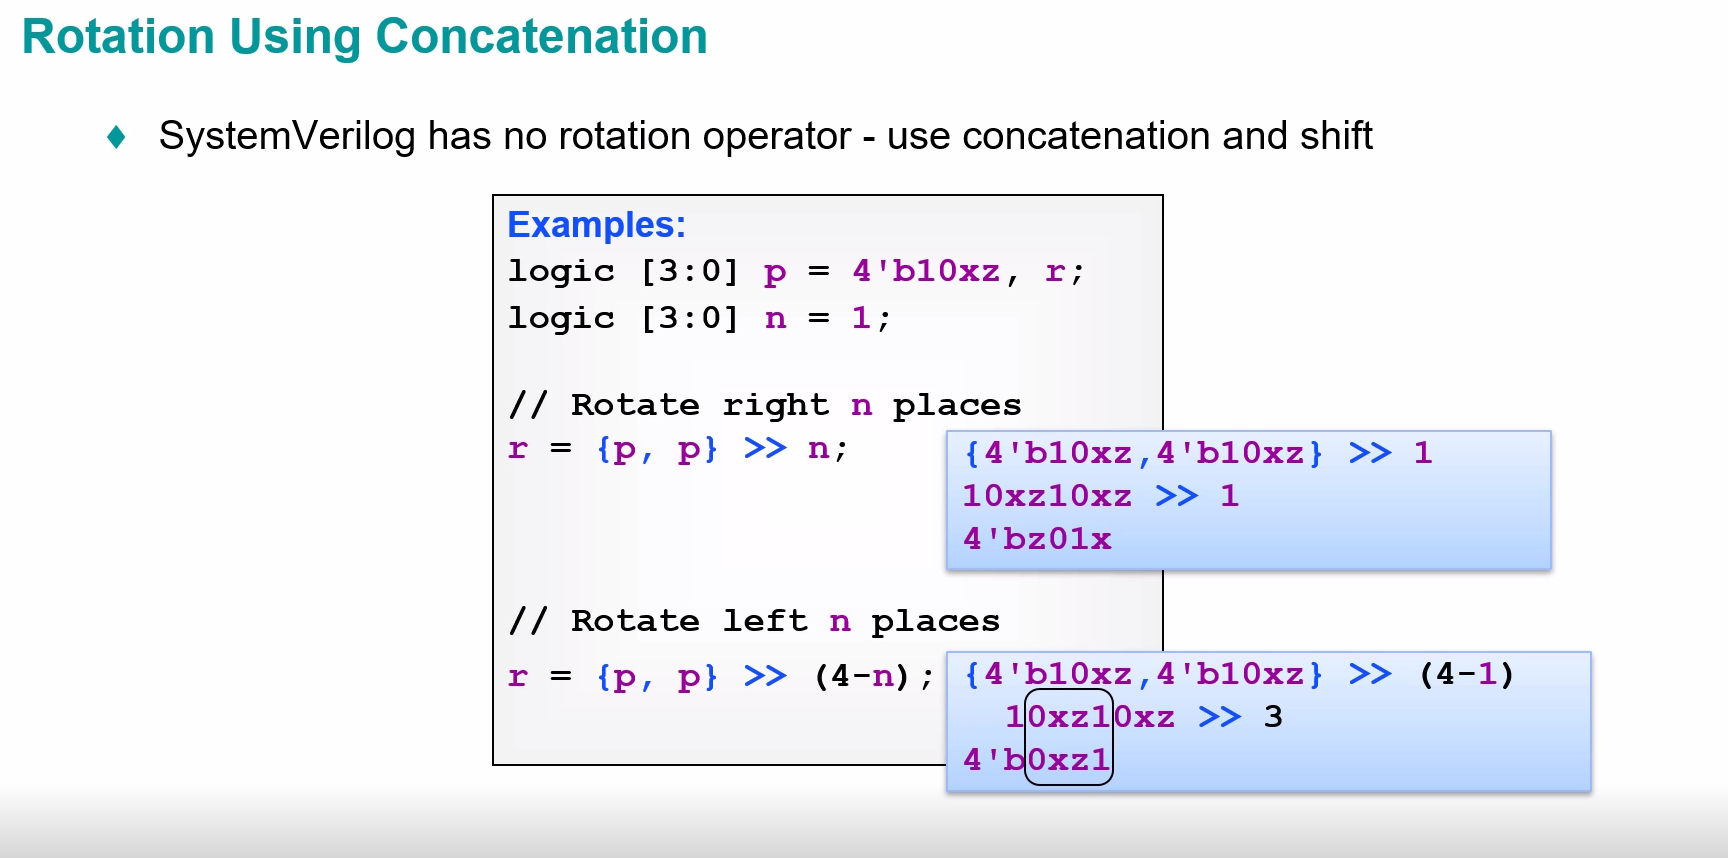 Rotation Using Concatenation
♦ SystemVerilog has no rotation operator - use concatenation and shift
Examples:
logic [3:0] p = 4'b10xz, r;
logic [3:0] n = 1;
// Rotate right n places
r = {p, p} >> n;
{4'b10xz,4'b10xz} >> 1
10xz10xz >> 1
4'bz01x
// Rotate left n places
r = {p, p} >> (4-n);
{4'b10xz,4'b10xz} >> (4-1)
10xz10xz >> 3
4'b0xz1